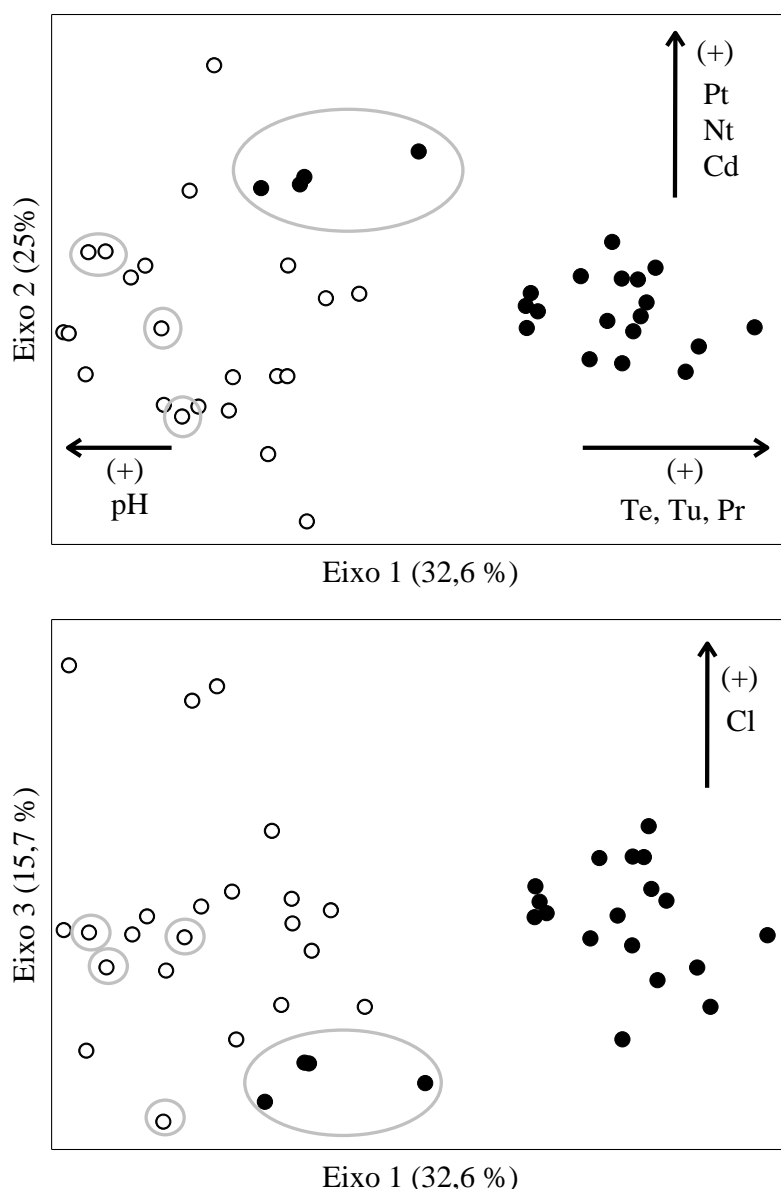 (+)
Pt
Nt
Cd
Eixo 2 (25%)
(+)
pH
(+)
Te, Tu, Pr
Eixo 1 (32,6 %)
(+)
Cl
Eixo 3 (15,7 %)
Eixo 1 (32,6 %)